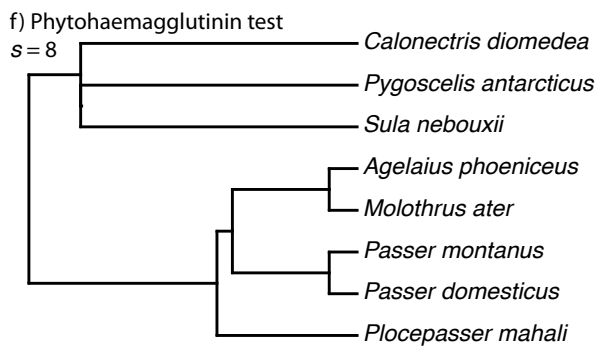 f) Phytohaemagglutinin test
s = 8
Calonectris diomedea
Pygoscelis antarcticus
Sula nebouxii
Agelaius phoeniceus
Molothrus ater
Passer montanus
Passer domesticus
Plocepasser mahali